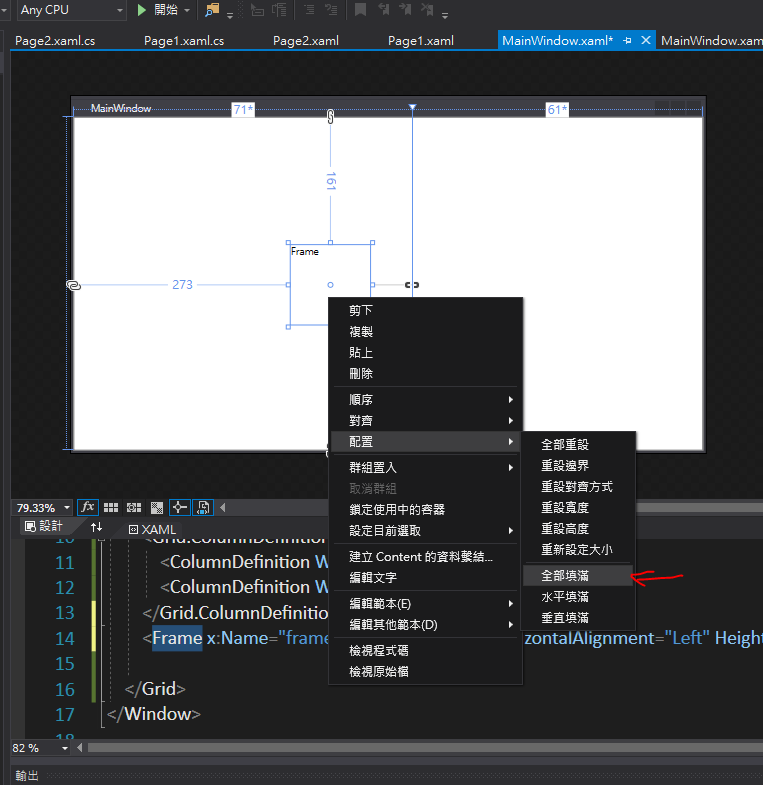 Any CPU 開始
Page2.xaml.cs Page1.xaml.cs Page2.xaml Page1.xaml MainWindow.xaml* MainWindow.xam
MainWindow 71* 61*
161
Frame
273
剪下
複製
貼上
刪除
順序
對齊
配置
群組置入
取消群組
鎖定使用中的容器
設定目前選取
建立 Content 的資料繫結...
編輯文字
編輯範本(E)
編輯其他範本(D)
檢視程式碼
檢視原始檔
全部重設
重設邊界
重設對齊方式
重設寬度
重設高度
重新設定大小
全部填滿
水平填滿
垂直填滿
79.33% fx
設計 XAML
10 <Grid.ColumnDefinition
11 <ColumnDefinition W
12 <ColumnDefinition W
13 </Grid.ColumnDefinition
14 <Frame x:Name="frame zontalAlignment="Left" Height
15
16 </Grid>
17 </Window>
18
82 %
輸出